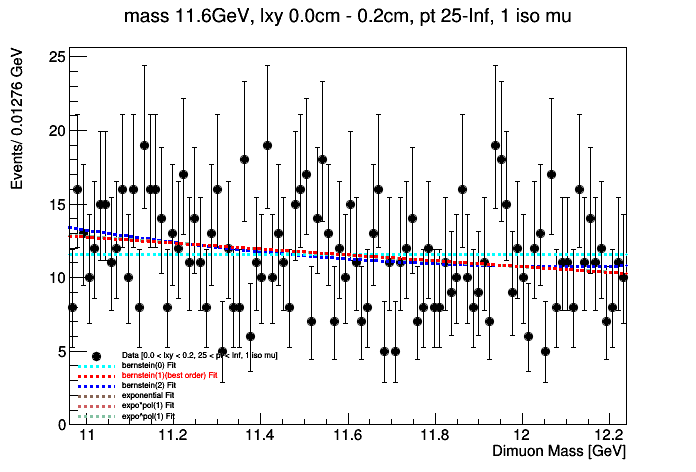 mass 11.6GeV, lxy 0.0cm - 0.2cm, pt 25-Inf, 1 iso mu
Events/ 0.01276 GeV
25
20
15
10
5
0
Data [0.0 < lxy < 0.2, 25 < pt < Inf, 1 iso mu]
bernstein(0) Fit
bernstein(1)(best order) Fit
bernstein(2) Fit
exponential Fit
expo*pol(1) Fit
expo^pol(1) Fit
11
11.2
11.4
11.6
11.8
12
12.2
Dimuon Mass [GeV]